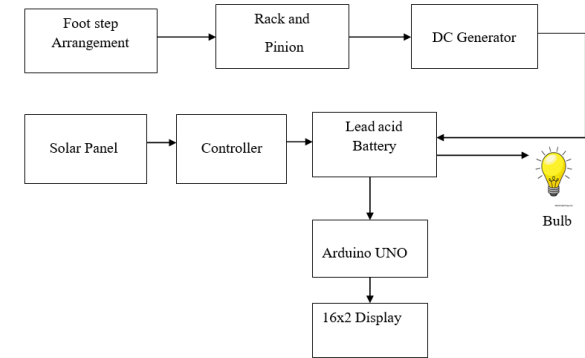 Foot step
Arrangement
Rack and
Pinion
DC Generator
Solar Panel
Controller
Lead acid
Battery
Bulb
Arduino UNO
16x2 Display